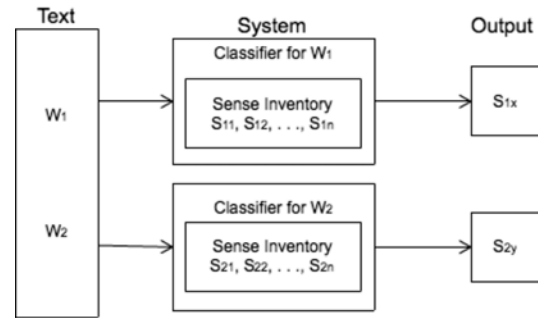 Text
System
Output
Classifier for W1
Sense Inventory
S11, S12, . . ., S1n
W1
S1x
Classifier for W2
Sense Inventory
S21, S22, . . ., S2n
W2
S2y